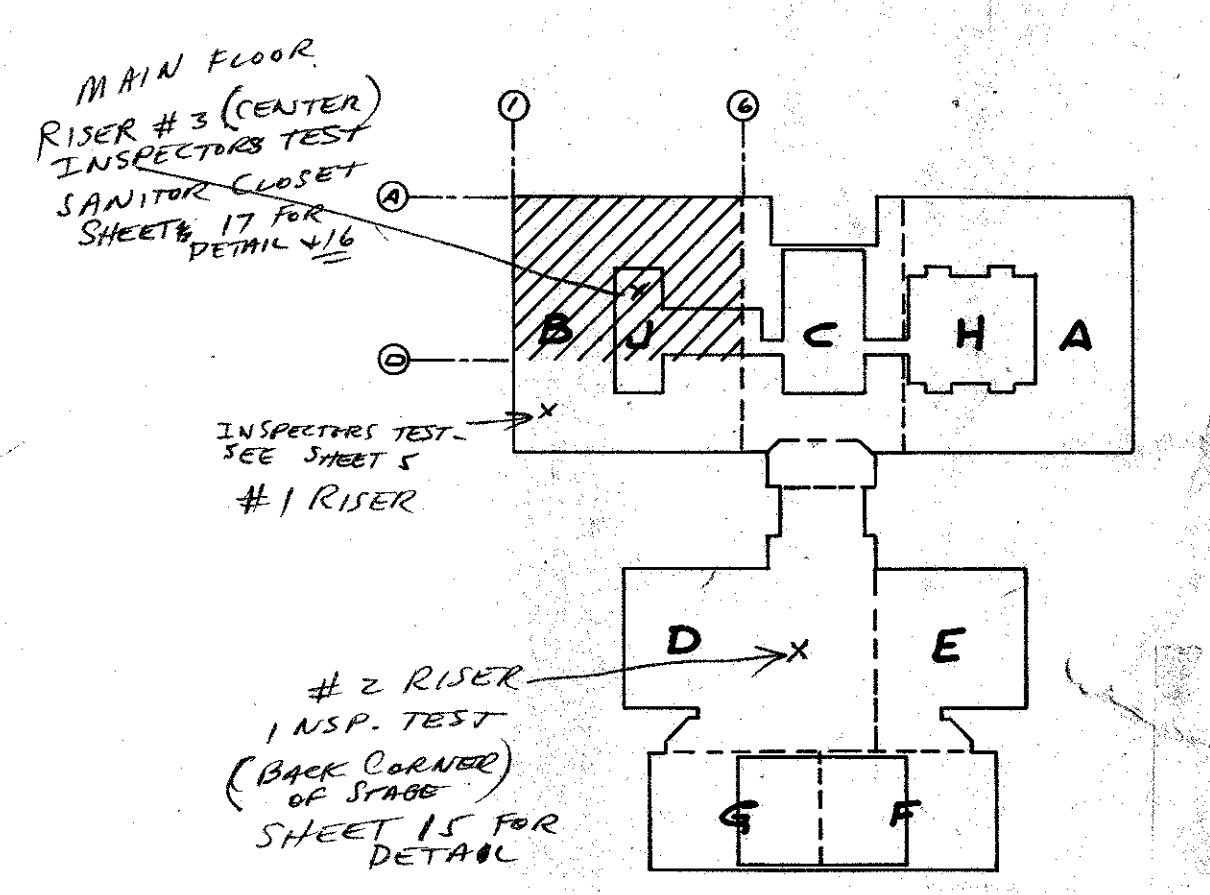 MAIN FLOOR
RISER # 3 (CENTER)
INSPECTORS TEST
SANITOR CLOSET
SHEET 17 FOR
DETAIL + 16
1
6
A
D
B
J
C
H
A
INSPECTORS TEST-
SEE SHEET 5
#1 RISER
D
E
# 2 RISER
INSP. TEST
(BACK CORNER)
OF STAGE
SHEET 15 FOR
DETAIL
G
F